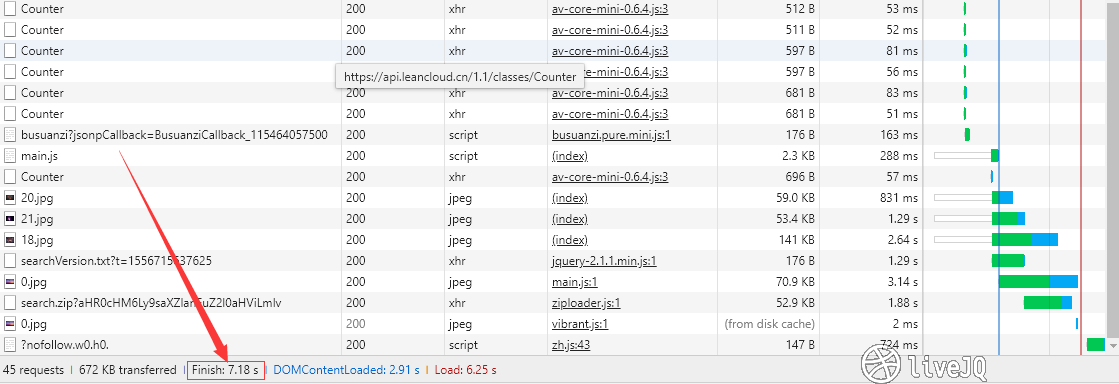 Counter 200 xhr av-core-mini-0.6.4.js:3 512 B 53 ms
Counter 200 xhr av-core-mini-0.6.4.js:3 511 B 52 ms
Counter 200 xhr av-core-mini-0.6.4.js:3 597 B 81 ms
Counter 200 xhr av-core-mini-0.6.4.js:3 597 B 56 ms
https://api.leancloud.cn/1.1/classes/Counter
Counter 200 xhr av-core-mini-0.6.4.js:3 681 B 83 ms
Counter 200 xhr av-core-mini-0.6.4.js:3 681 B 51 ms
busuanzi?jsonpCallback=BusuanziCallback_115464057500 200 script busuanzi.pure.mini.js:1 176 B 163 ms
main.js 200 script (index) 2.3 KB 288 ms
Counter 200 xhr av-core-mini-0.6.4.js:3 696 B 57 ms
20.jpg 200 jpeg (index) 59.0 KB 831 ms
21.jpg 200 jpeg (index) 53.4 KB 1.29 s
18.jpg 200 jpeg (index) 141 KB 2.64 s
200 xhr jquery-2.1.1.min.js:1 176 B 1.29 s
0.jpg 200 jpeg main.js:1 70.9 KB 3.14 s
200 xhr ziploader.js:1 52.9 KB 1.88 s
0.jpg 200 jpeg vibrant.js:1 (from disk cache) 2 ms
?nofollow.w0.h0. 200 jpeg zh.js:43 147 B 724 ms
45 requests 672 KB transferred Finish: 7.18 s DOMContentLoaded: 2.91 s Load: 6.25 s
liveJQ